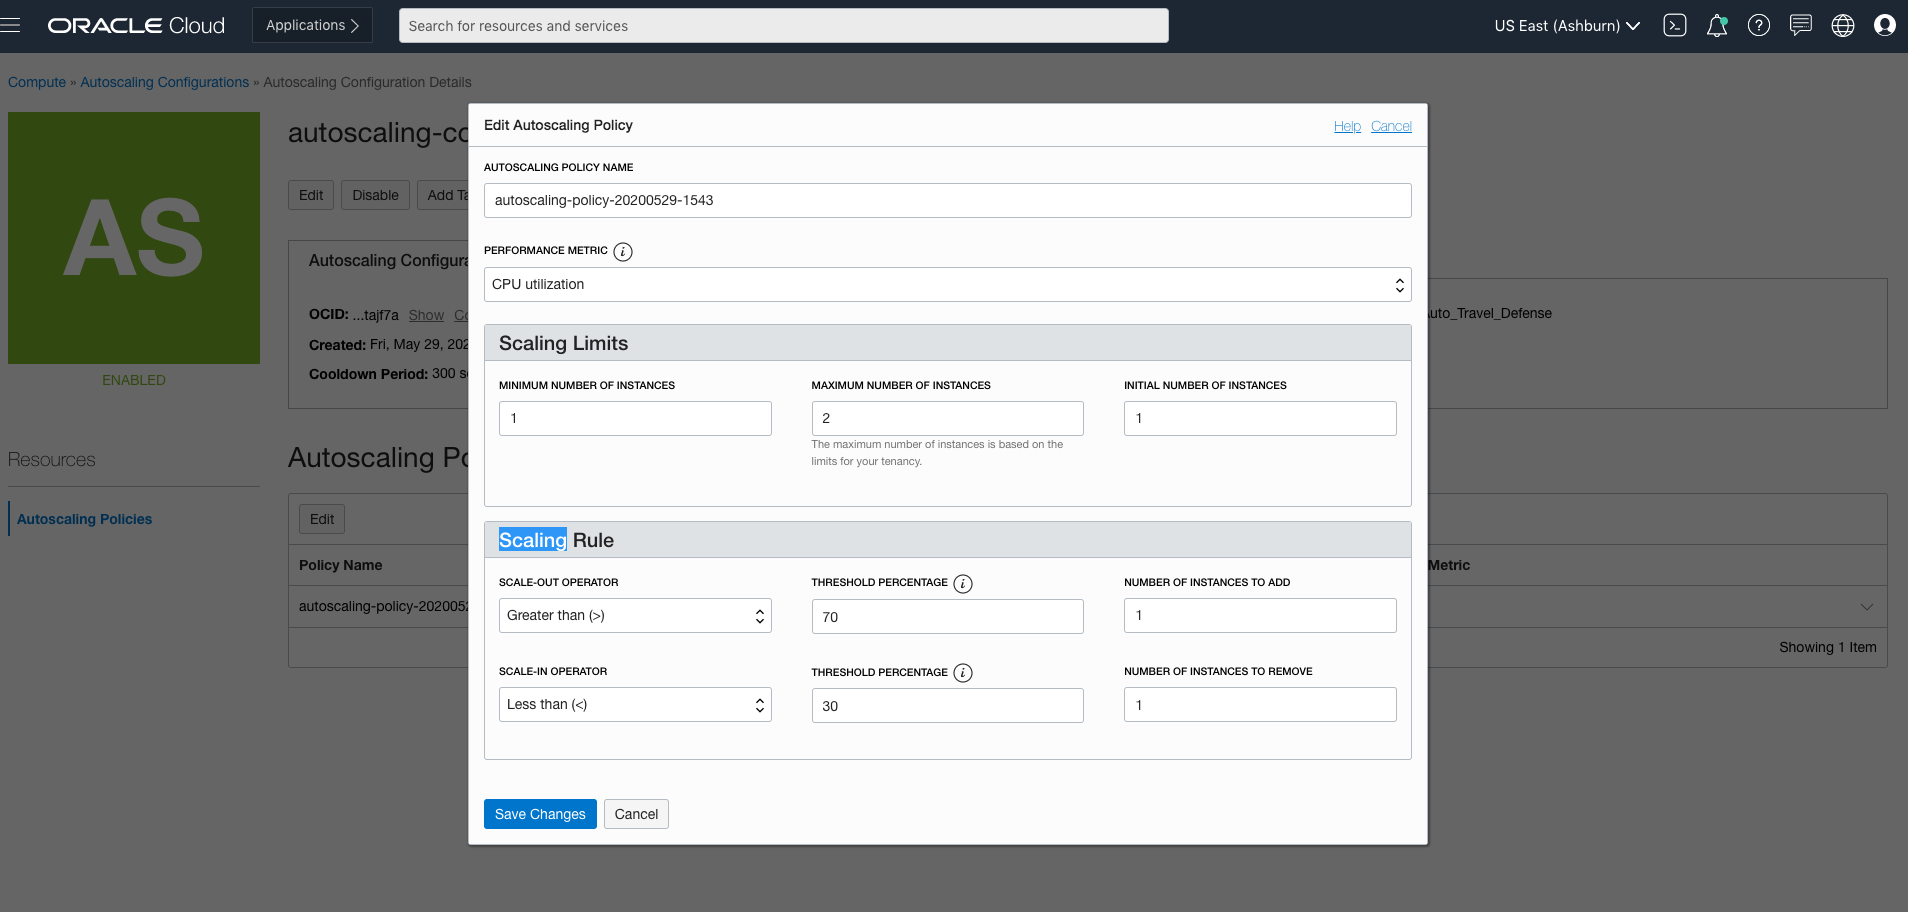 ORACLE Cloud
Applications
Search for resources and services
US East (Ashburn)
Compute » Autoscaling Configurations » Autoscaling Configuration Details
AS
ENABLED
Resources
Autoscaling Policies
autoscaling-co
Edit
Disable
Add Ta
Autoscaling Configura
OCID: ...tajf7a Show Co
Created: Fri, May 29, 202
Cooldown Period: 300 se
Auto_Travel_Defense
Autoscaling Po
Edit
Policy Name
Metric
autoscaling-policy-2020052
Showing 1 Item
Edit Autoscaling Policy
Help Cancel
AUTOSCALING POLICY NAME
autoscaling-policy-20200529-1543
PERFORMANCE METRIC i
CPU utilization
Scaling Limits
MINIMUM NUMBER OF INSTANCES
1
MAXIMUM NUMBER OF INSTANCES
2
The maximum number of instances is based on the
limits for your tenancy.
INITIAL NUMBER OF INSTANCES
1
Scaling Rule
SCALE-OUT OPERATOR
Greater than (>)
THRESHOLD PERCENTAGE i
70
NUMBER OF INSTANCES TO ADD
1
SCALE-IN OPERATOR
Less than (<)
THRESHOLD PERCENTAGE i
30
NUMBER OF INSTANCES TO REMOVE
1
Save Changes
Cancel